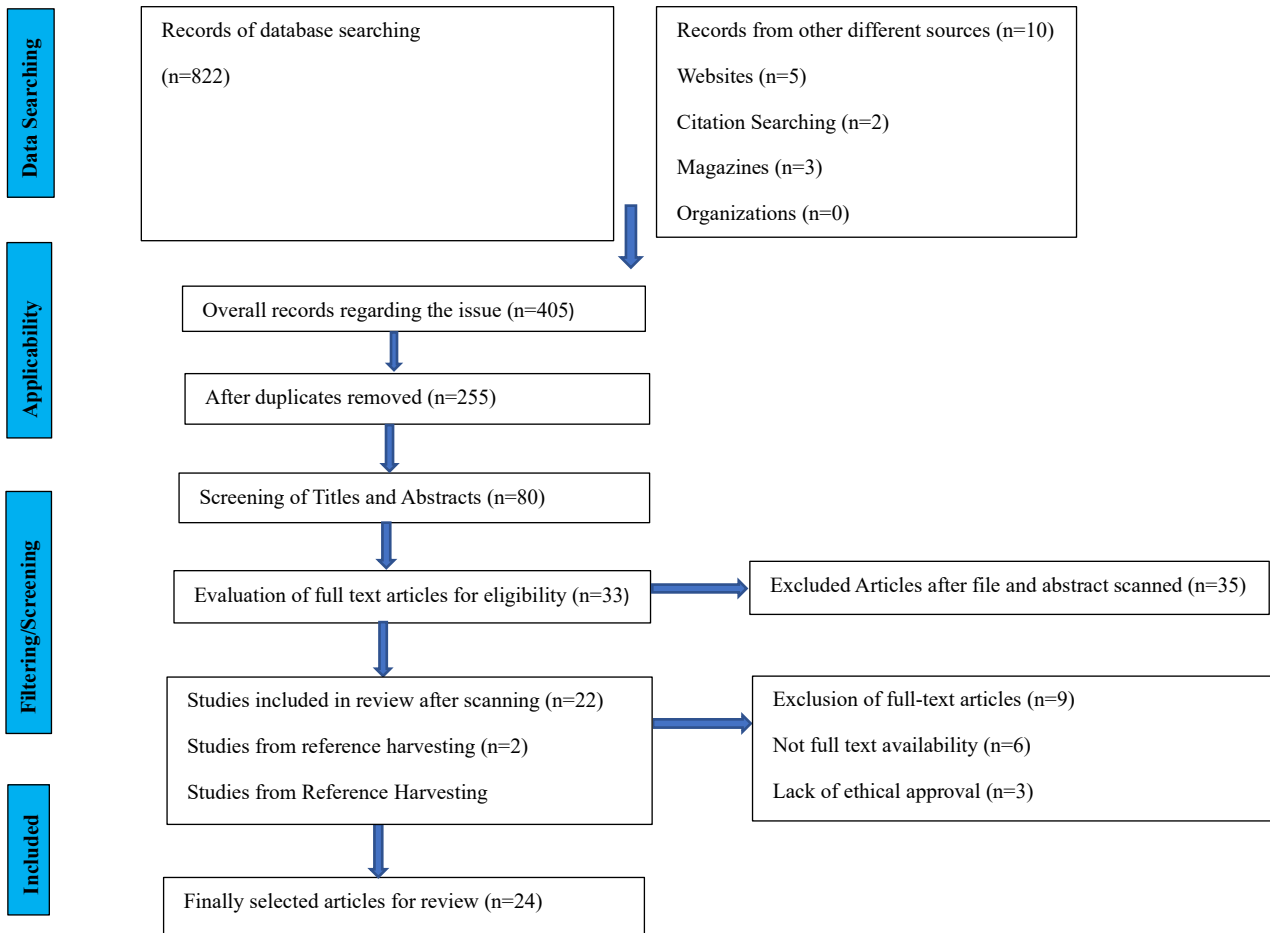 Data Searching
Records of database searching
(n=822)
Records from other different sources (n=10)
Websites (n=5)
Citation Searching (n=2)
Magazines (n=3)
Organizations (n=0)
Applicability
Overall records regarding the issue (n=405)
After duplicates removed (n=255)
Filtering/Screening
Screening of Titles and Abstracts (n=80)
Evaluation of full text articles for eligibility (n=33)
Excluded Articles after file and abstract scanned (n=35)
Studies included in review after scanning (n=22)
Studies from reference harvesting (n=2)
Studies from Reference Harvesting
Exclusion of full-text articles (n=9)
Not full text availability (n=6)
Lack of ethical approval (n=3)
Included
Finally selected articles for review (n=24)